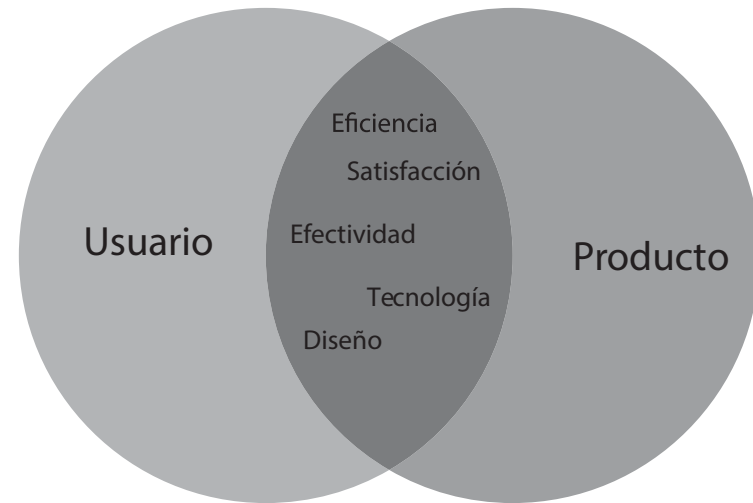 Eficiencia
Satisfacción
Usuario
Efectividad
Producto
Tecnología
Diseño